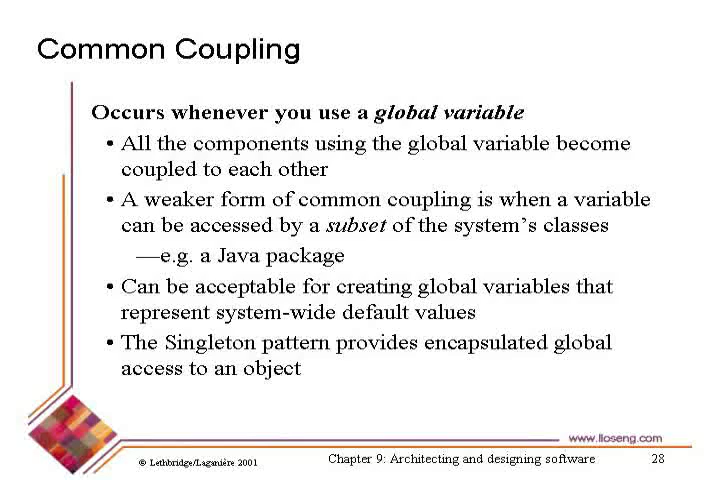 Common Coupling
Occurs whenever you use a global variable
• All the components using the global variable become
coupled to each other
• A weaker form of common coupling is when a variable
can be accessed by a subset of the system's classes
—e.g. a Java package
• Can be acceptable for creating global variables that
represent system-wide default values
• The Singleton pattern provides encapsulated global
access to an object
www.lloseng.com
© Lethbridge/Laganière 2001
Chapter 9: Architecting and designing software
28